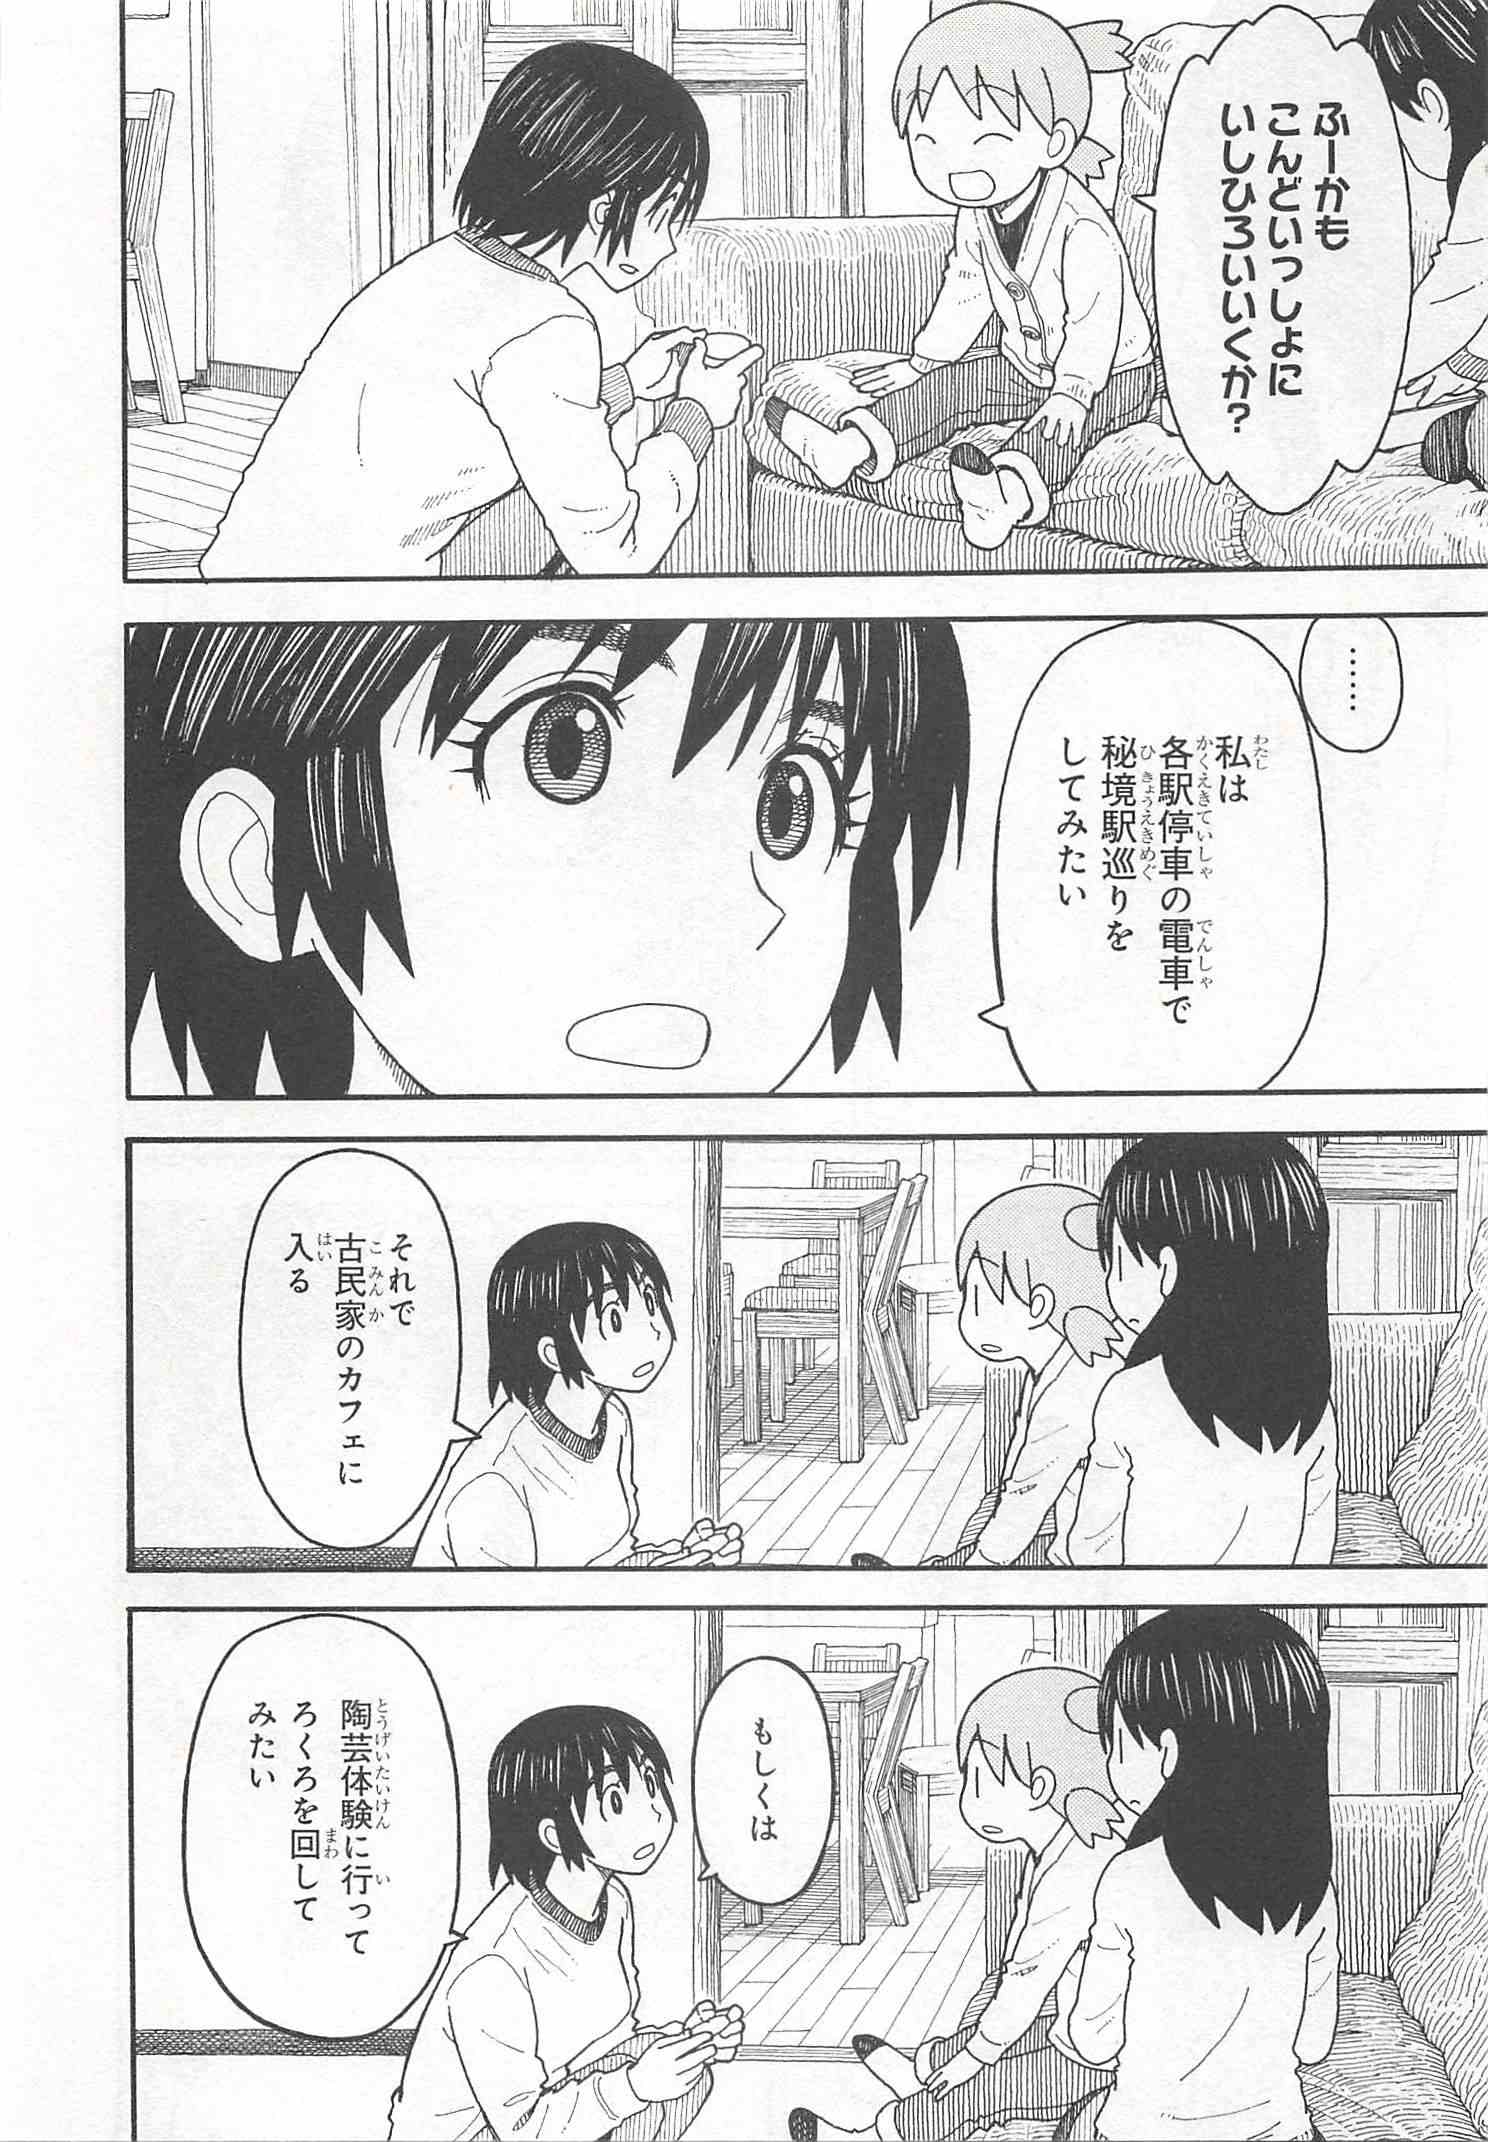 ふーかも
こんどいっしょに
いしひろいいくか？
……
私は
各駅停車の電車で
秘境駅巡りを
してみたい
それで
古民家のカフェに
入る
もしくは
陶芸体験に行って
ろくろを回して
みたい